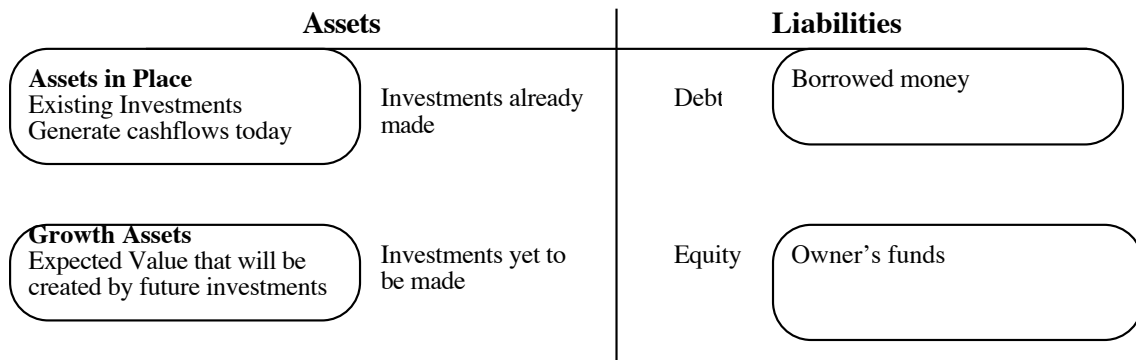 Assets
Liabilities
Assets in Place
Existing Investments
Generate cashflows today
Investments already
made
Debt
Borrowed money
Growth Assets
Expected Value that will be
created by future investments
Investments yet to
be made
Equity
Owner’s funds